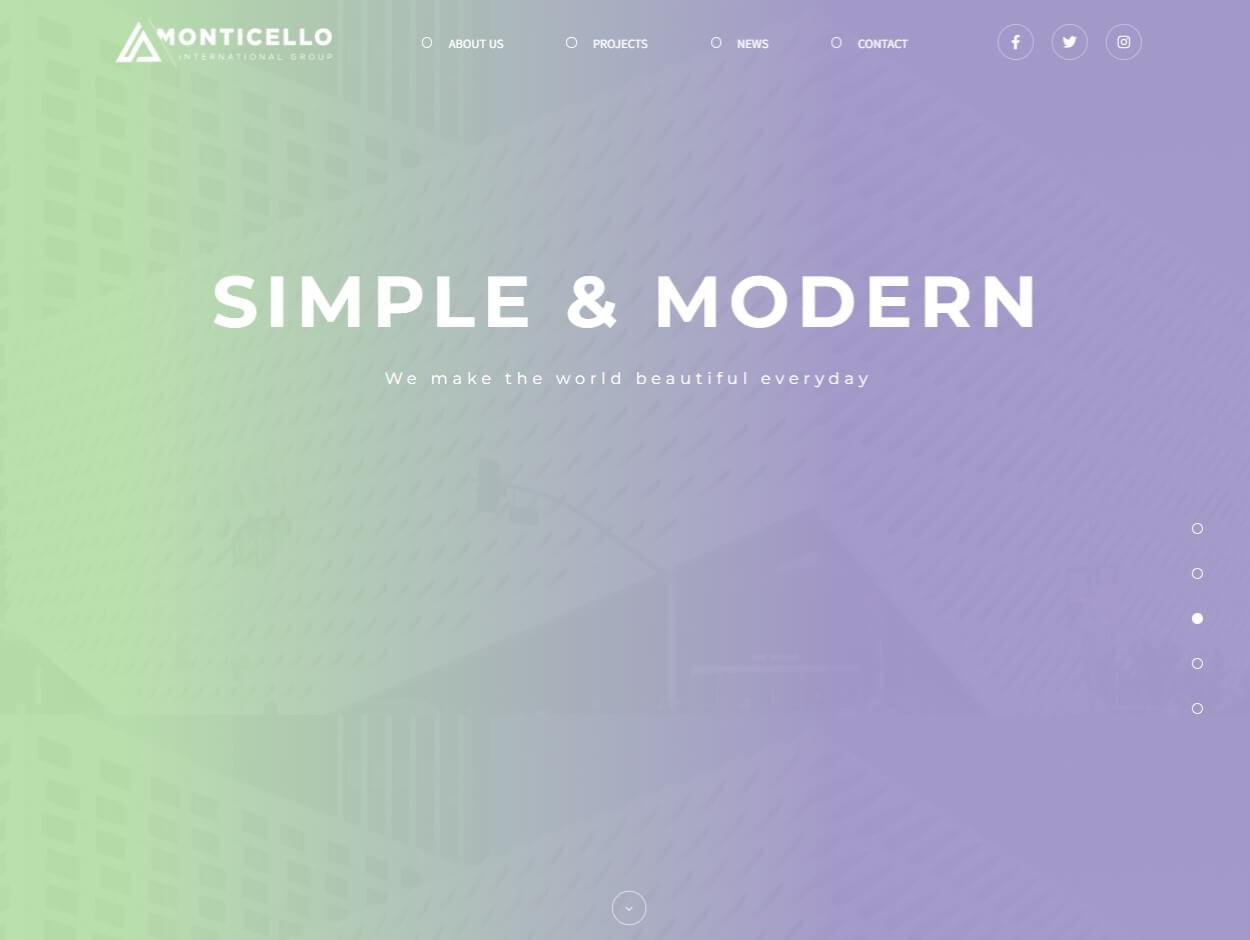 MONTICELLO
INTERNATIONAL GROUP
ABOUT US
PROJECTS
NEWS
CONTACT
SIMPLE & MODERN
We make the world beautiful everyday